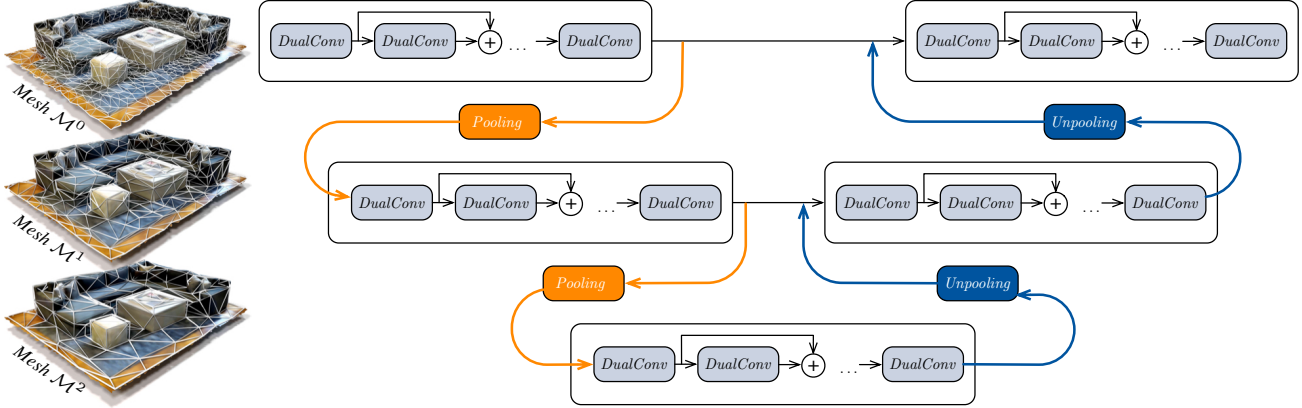 DualConv DualConv + ... DualConv DualConv DualConv + ... DualConv
Mesh M⁰
Pooling Unpooling
DualConv DualConv + ... DualConv DualConv DualConv + ... DualConv
Mesh M¹
Pooling Unpooling
DualConv DualConv + ... DualConv
Mesh M²